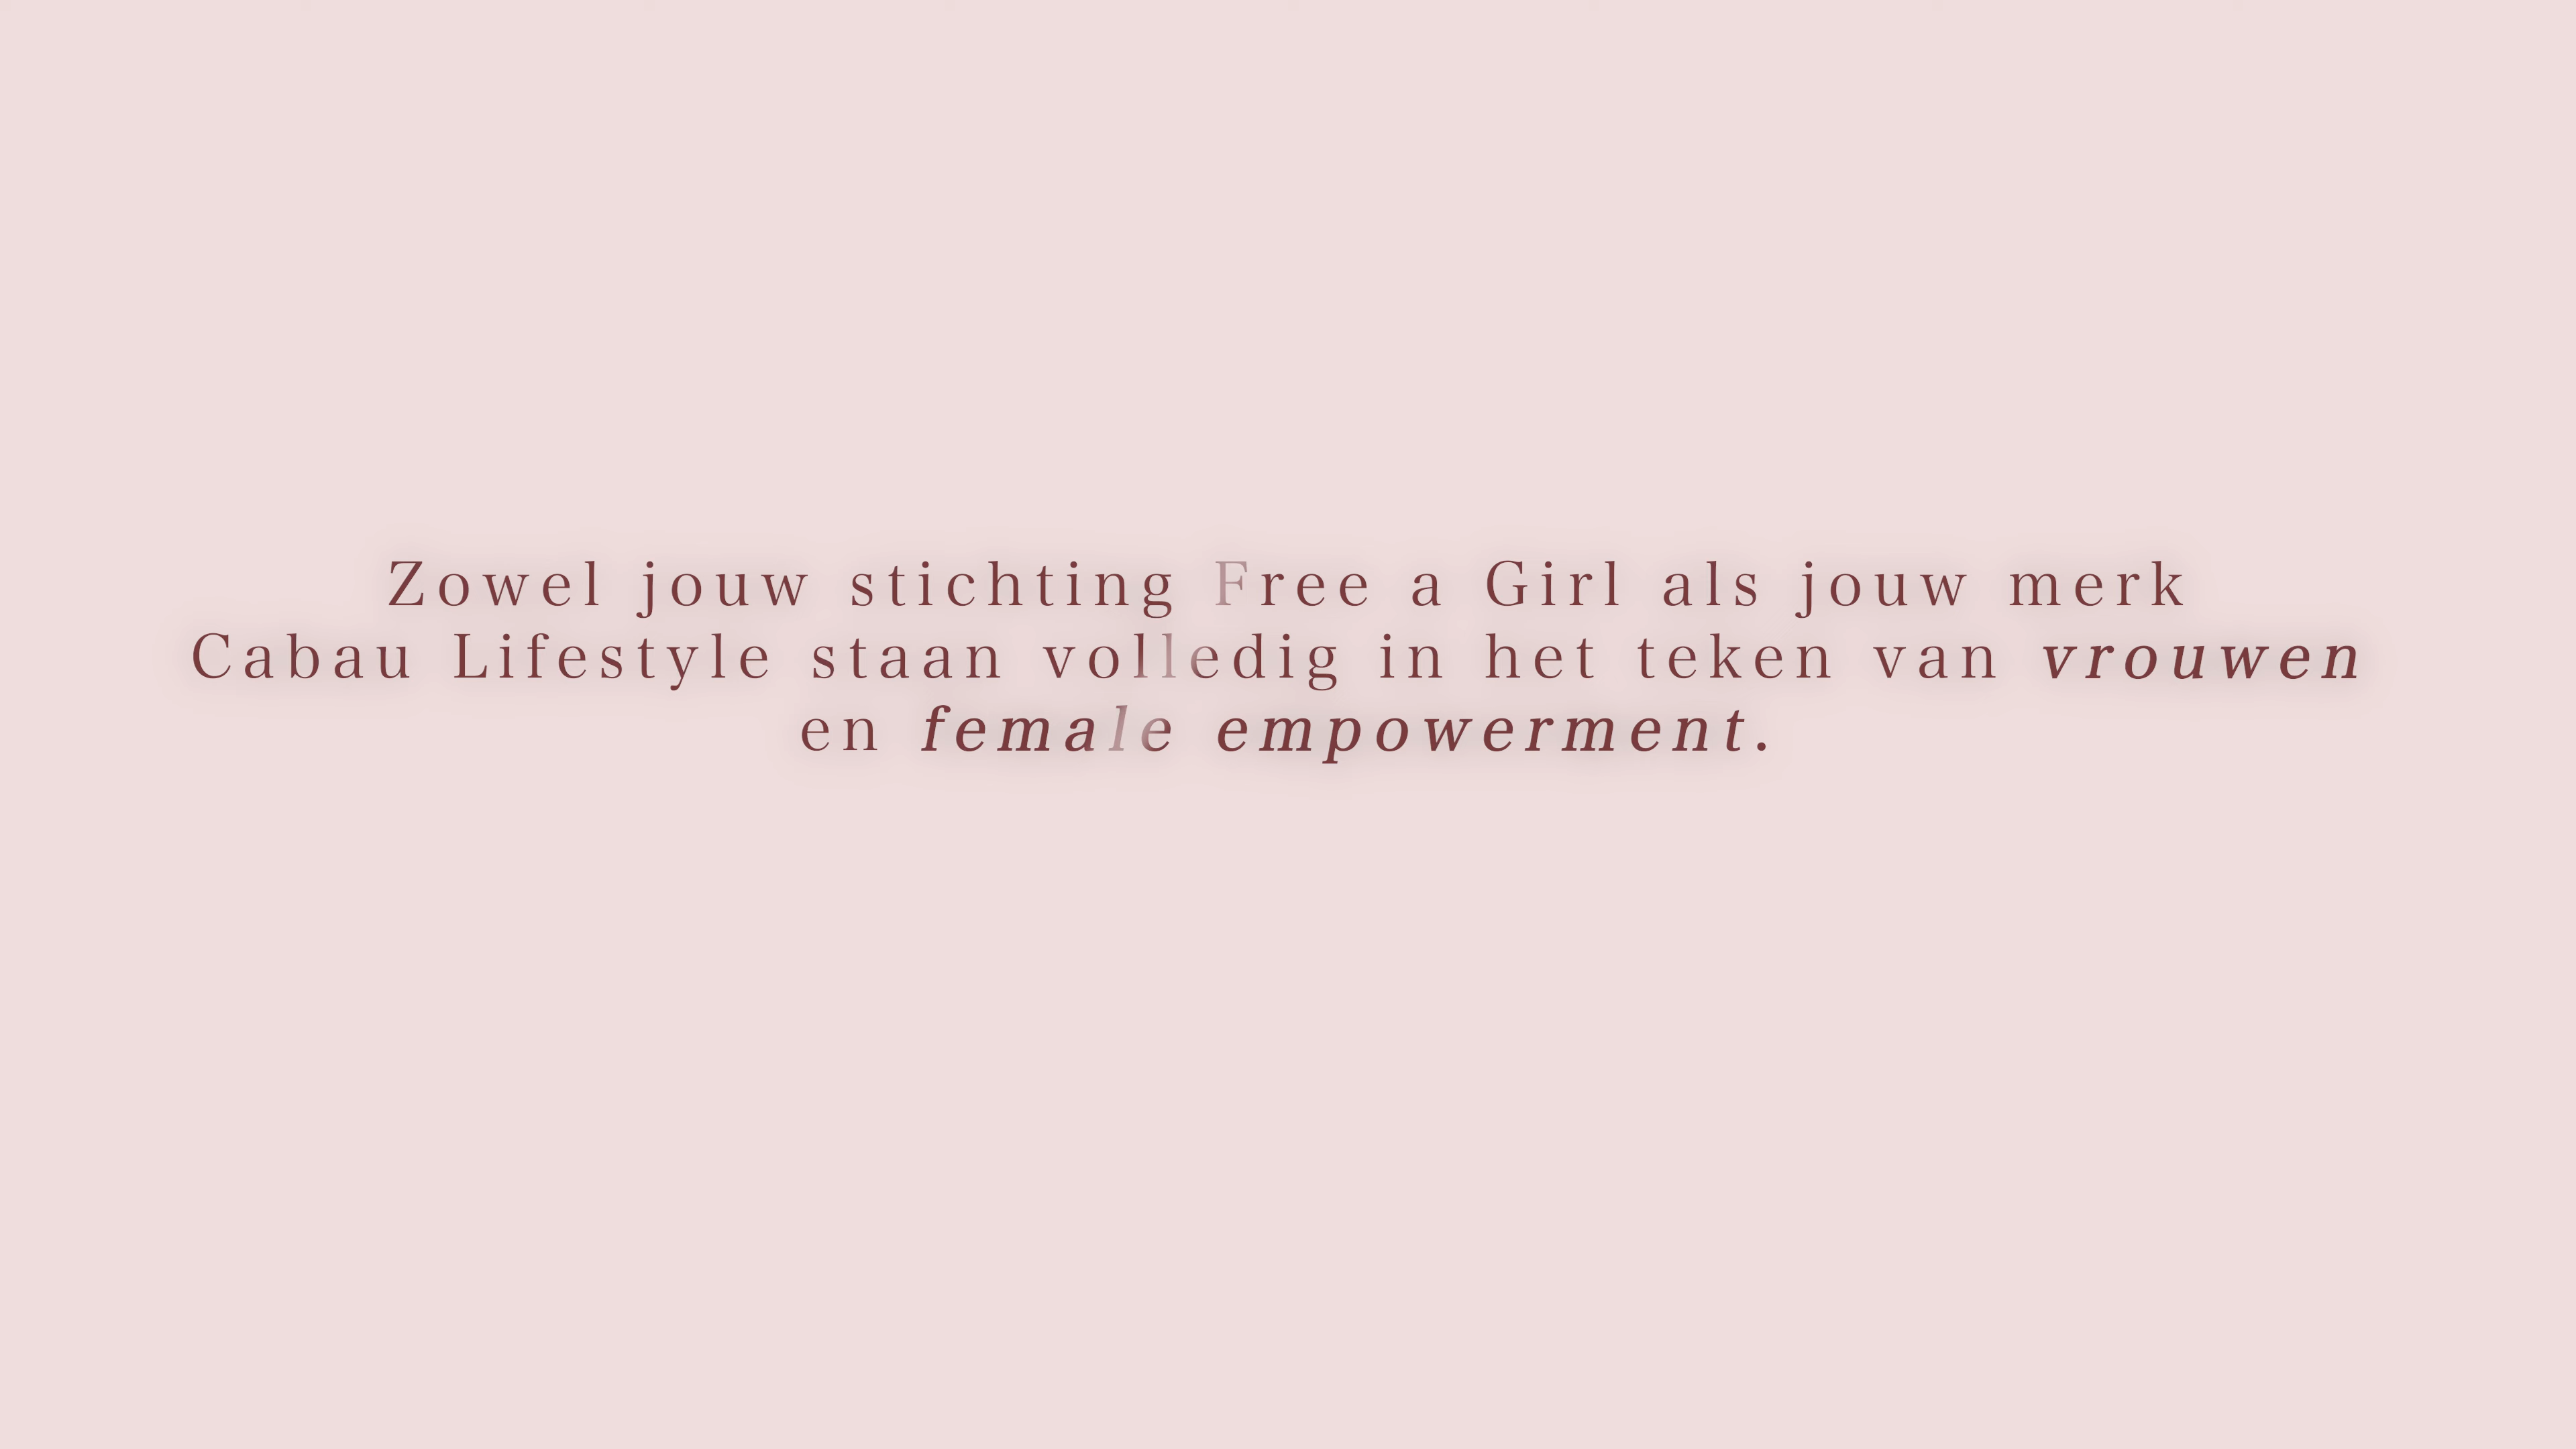 Zowel jouw stichting Free a Girl als jouw merk
Cabau Lifestyle staan volledig in het teken van vrouwen
en female empowerment.